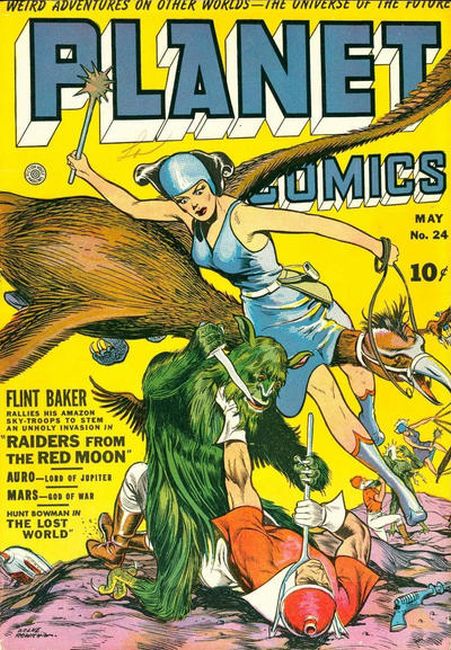 WEIRD ADVENTURES ON OTHER WORLDS—THE UNIVERSE OF THE FUTURE
PLANET
COMICS
MAY
No. 24
10¢
FLINT BAKER
RALLIES HIS AMAZON
SKY-TROOPS TO STEM
AN UNHOLY INVASION IN
"RAIDERS FROM
THE RED MOON"
AURO—LORD OF JUPITER
MARS—GOD OF WAR
HUNT BOWMAN IN
"THE LOST
WORLD"